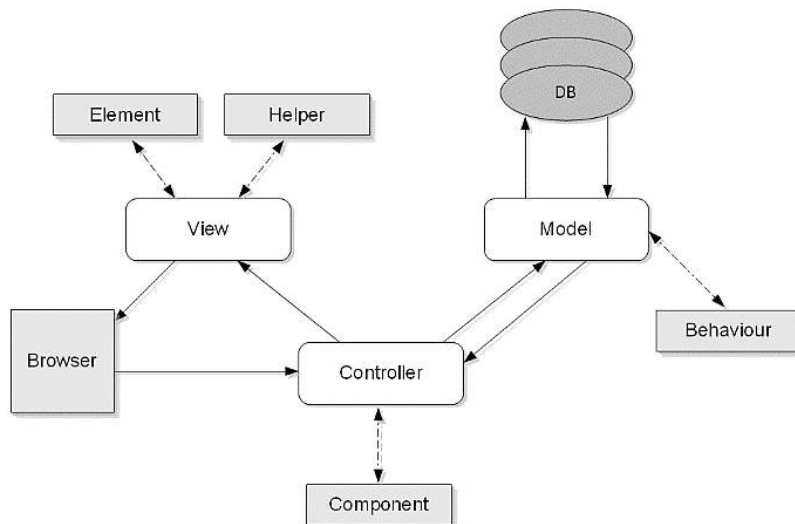 DB
Element
Helper
View
Model
Browser
Behaviour
Controller
Component